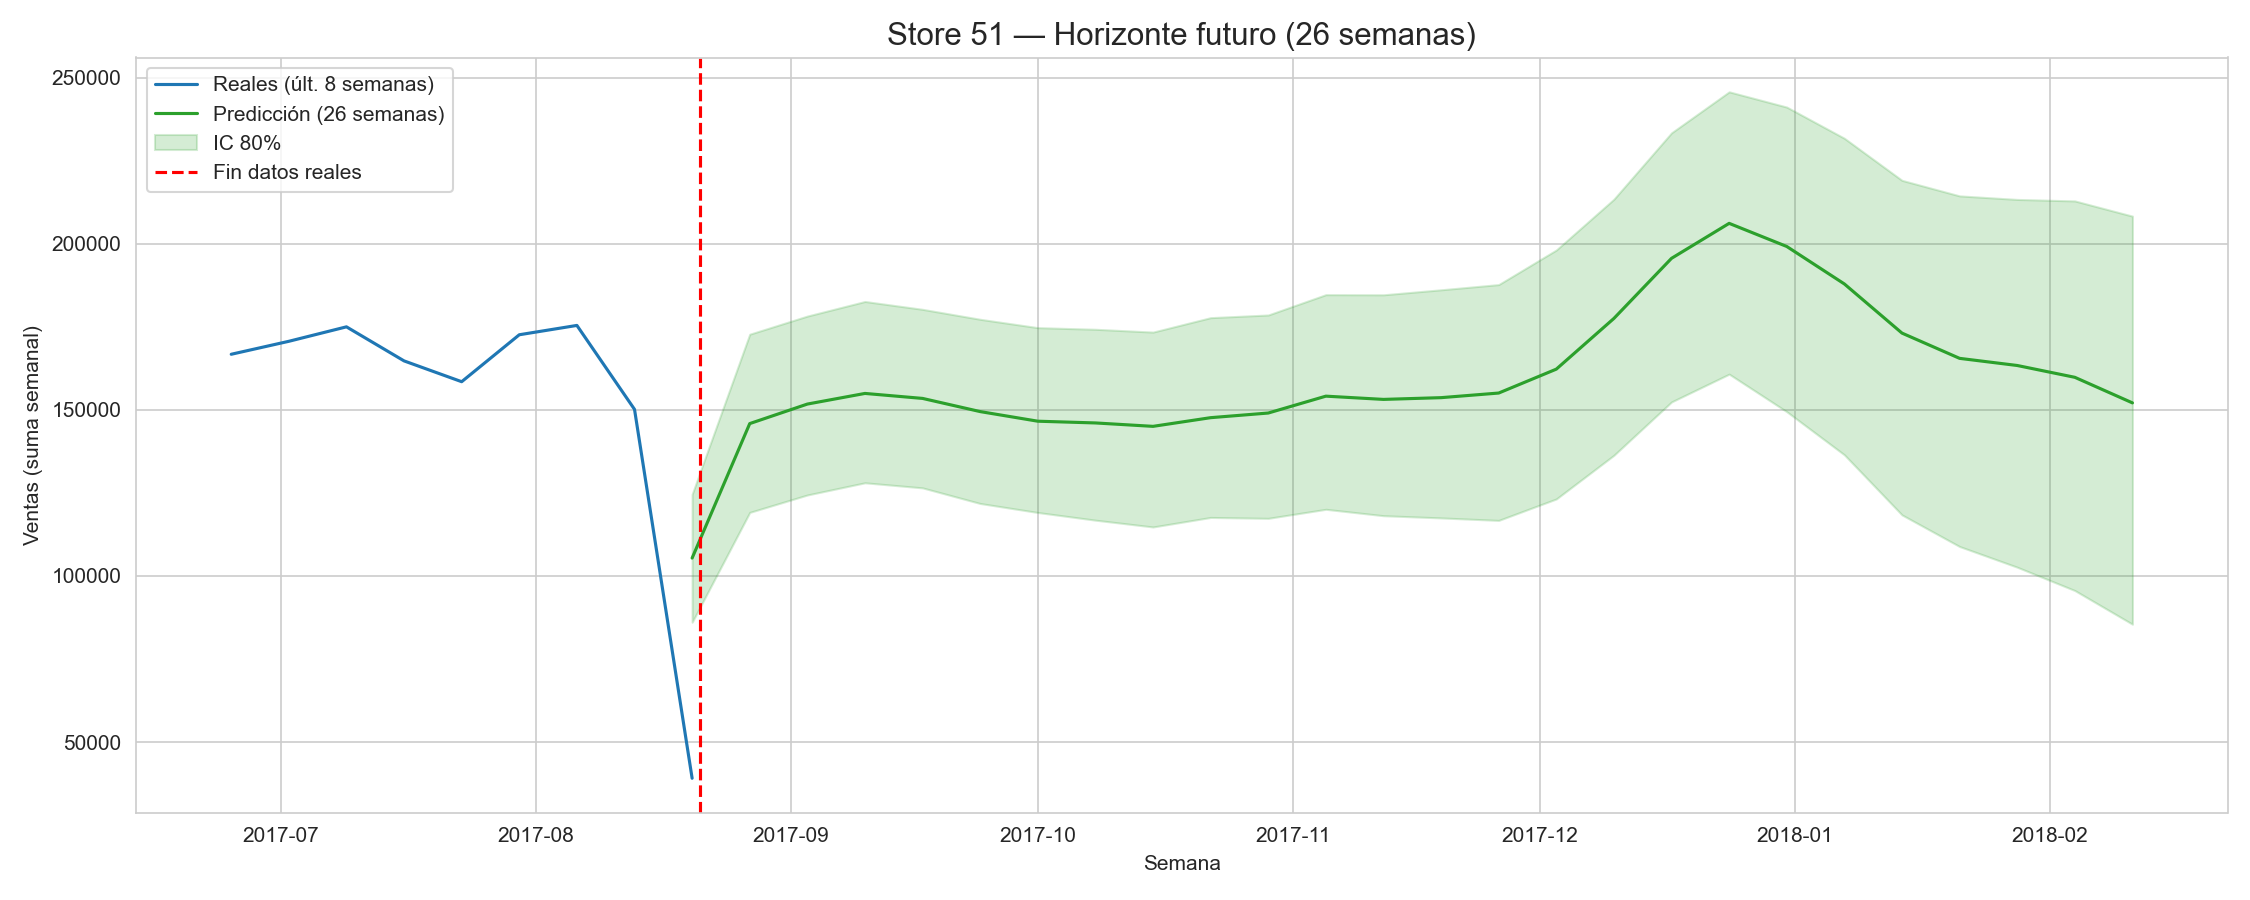 Store 51 — Horizonte futuro (26 semanas)
Reales (últ. 8 semanas)
Predicción (26 semanas)
IC 80%
Fin datos reales
Ventas (suma semanal)
250000
200000
150000
100000
50000
2017-07
2017-08
2017-09
2017-10
2017-11
2017-12
2018-01
2018-02
Semana